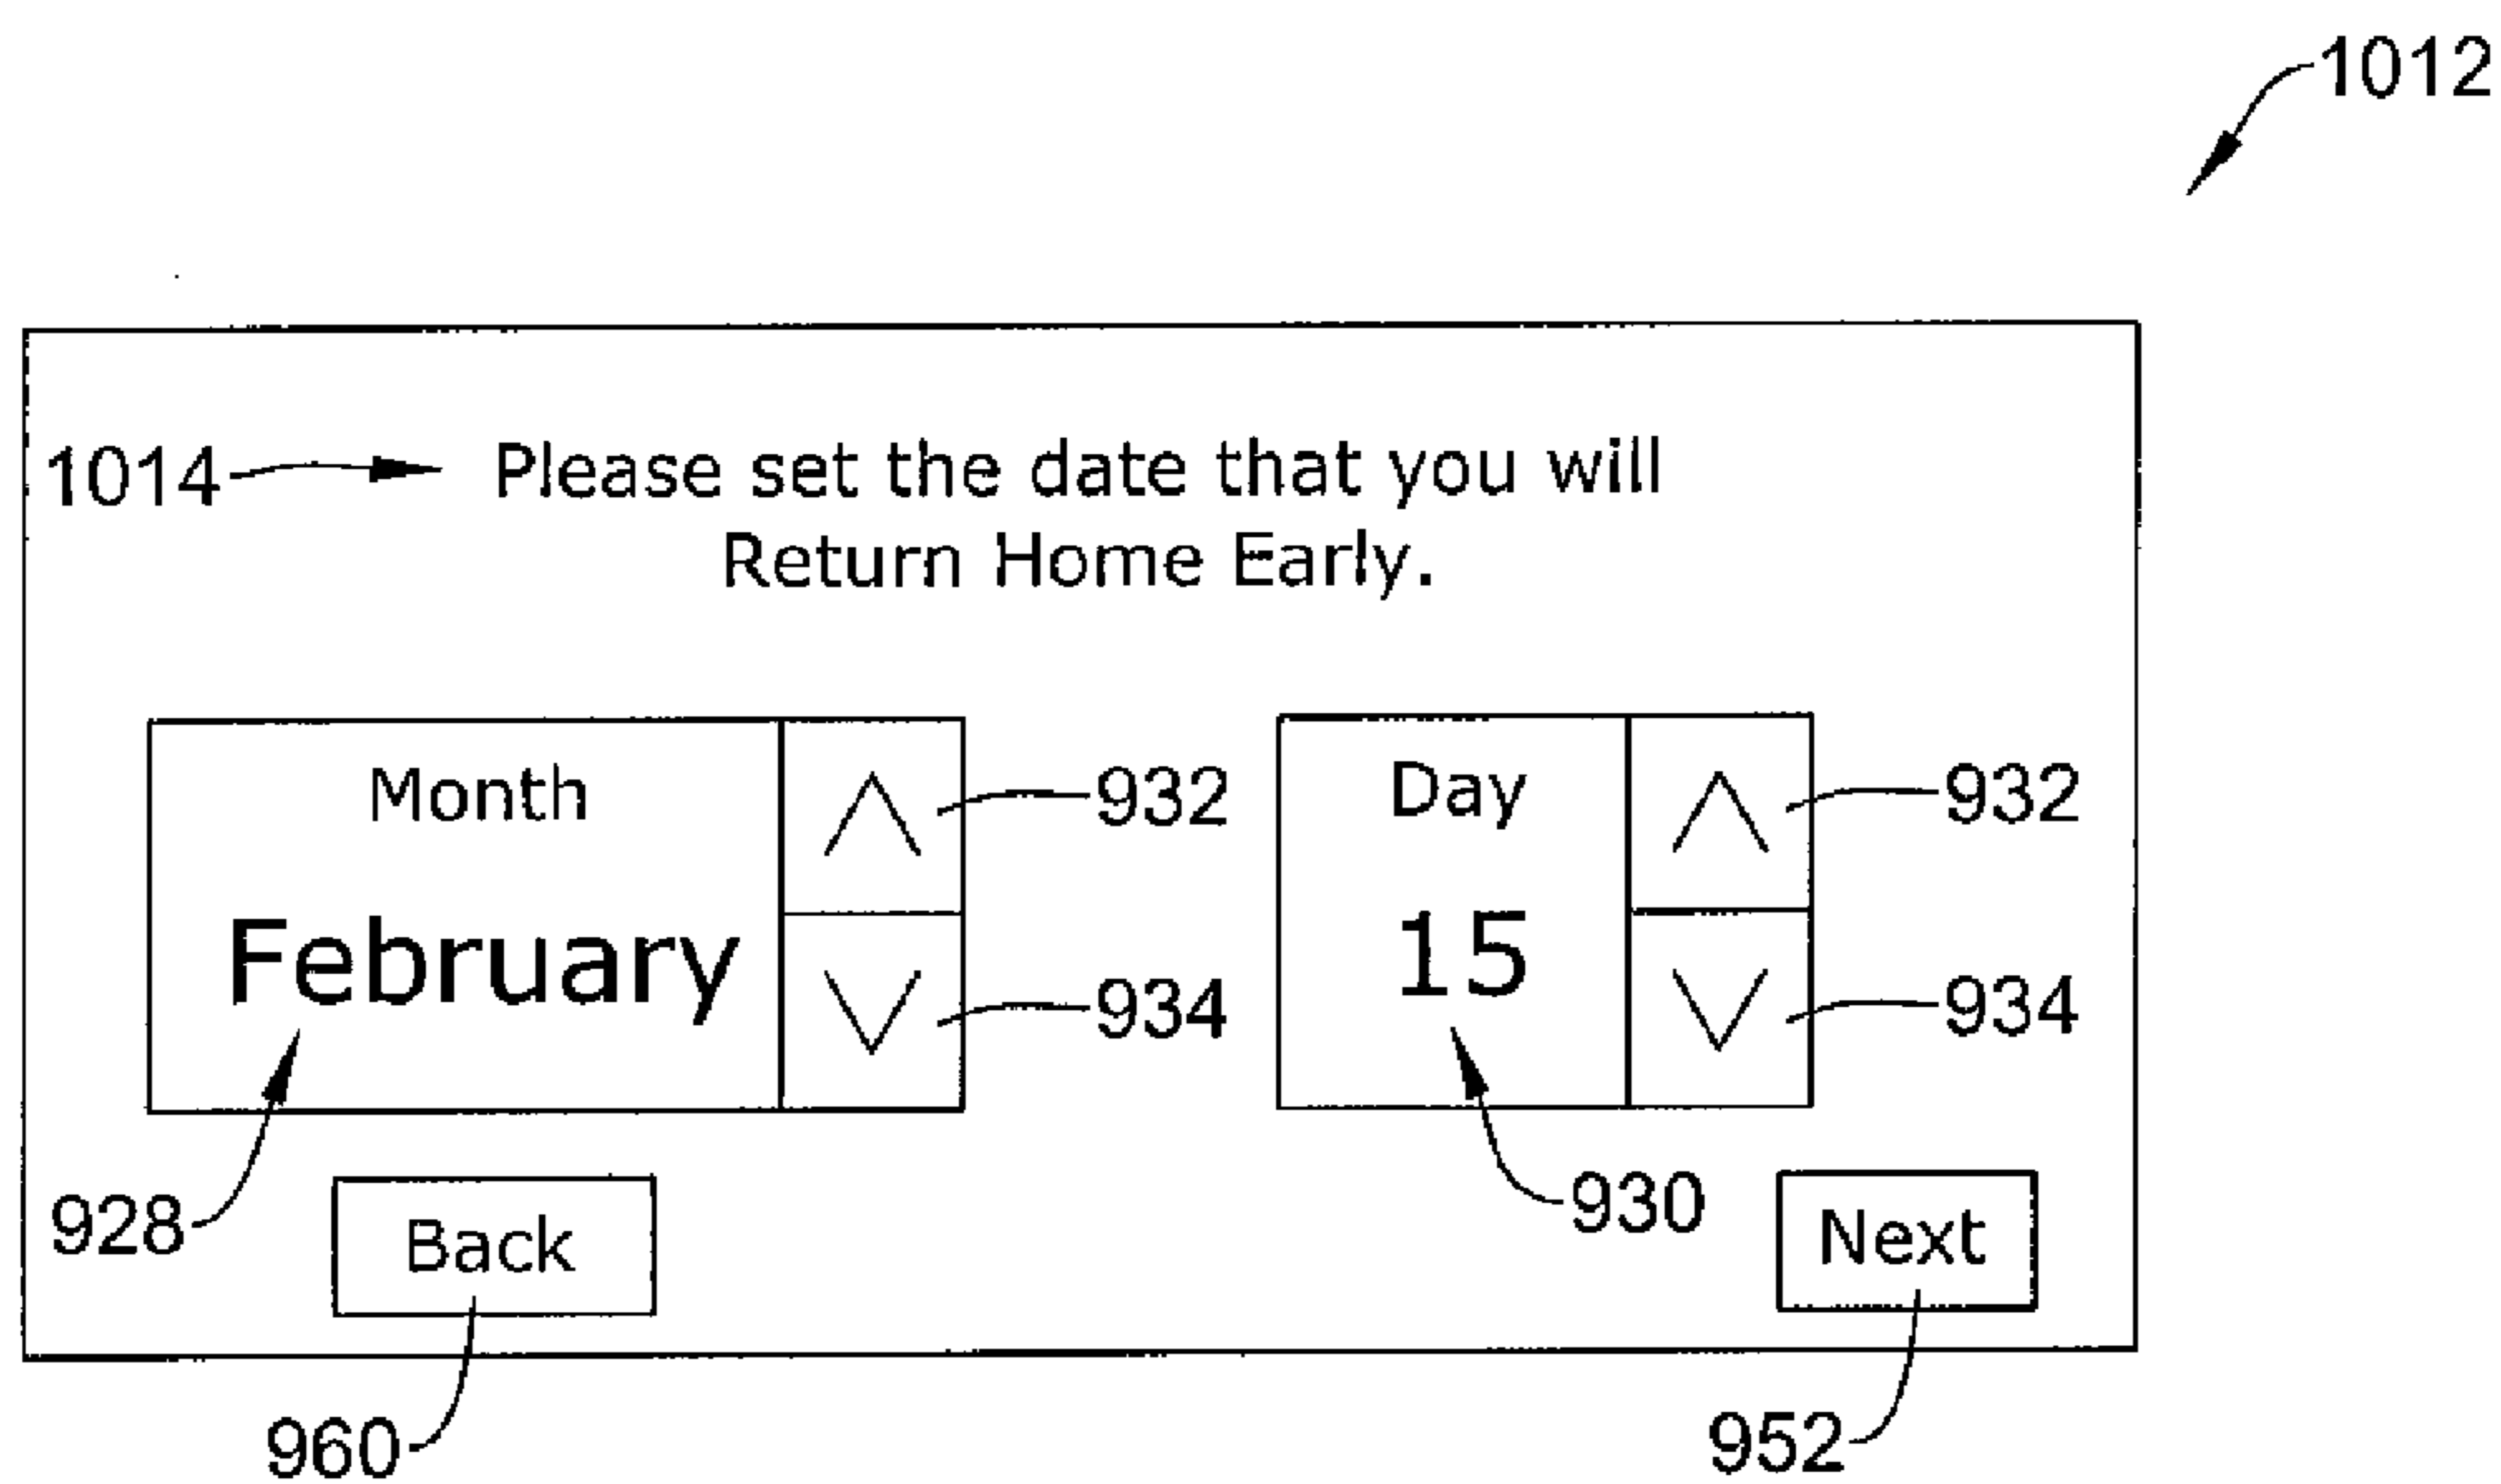 1012
1014 Please set the date that you will
Return Home Early.
Month 932 Day 932
February 934 15 934
928 Back 930 Next
960 952